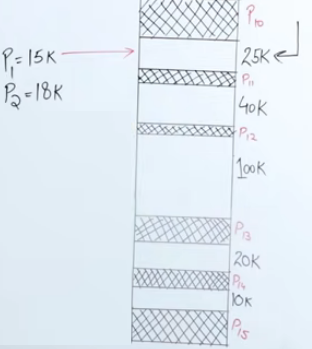 P10
P1 = 15K
25K
P2 = 18K
P11
40K
P12
100K
P13
20K
P14
10K
P15